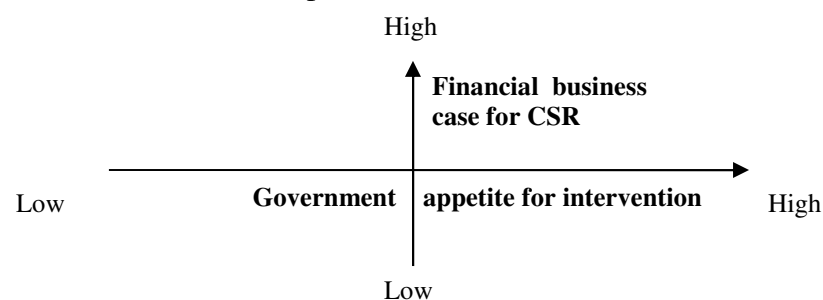 High
Financial business
case for CSR
Low
Government appetite for intervention
High
Low